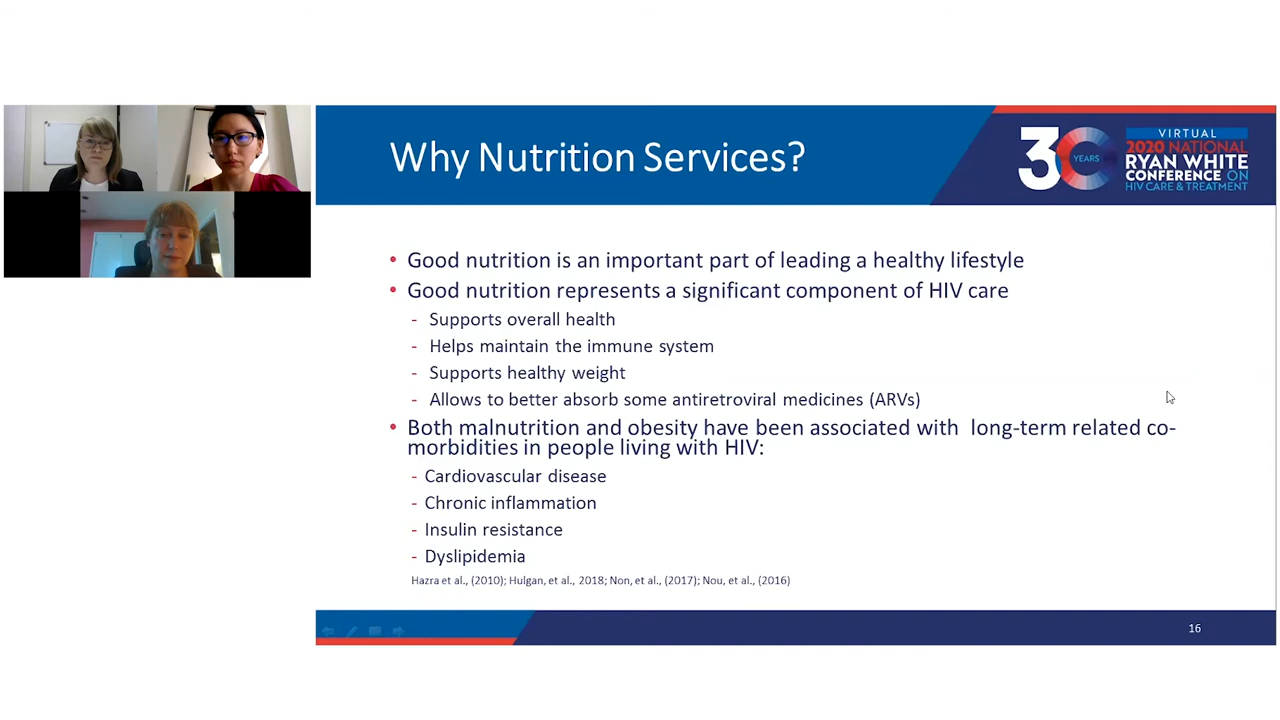 Why Nutrition Services?
30
YEARS
VIRTUAL
2020 NATIONAL
RYAN WHITE
CONFERENCE ON
HIV CARE & TREATMENT
• Good nutrition is an important part of leading a healthy lifestyle
• Good nutrition represents a significant component of HIV care
- Supports overall health
- Helps maintain the immune system
- Supports healthy weight
- Allows to better absorb some antiretroviral medicines (ARVs)
• Both malnutrition and obesity have been associated with long-term related co-
morbidities in people living with HIV:
- Cardiovascular disease
- Chronic inflammation
- Insulin resistance
- Dyslipidemia
Hazra et al., (2010); Hulgan, et al., 2018; Non, et al., (2017); Nou, et al., (2016)
16